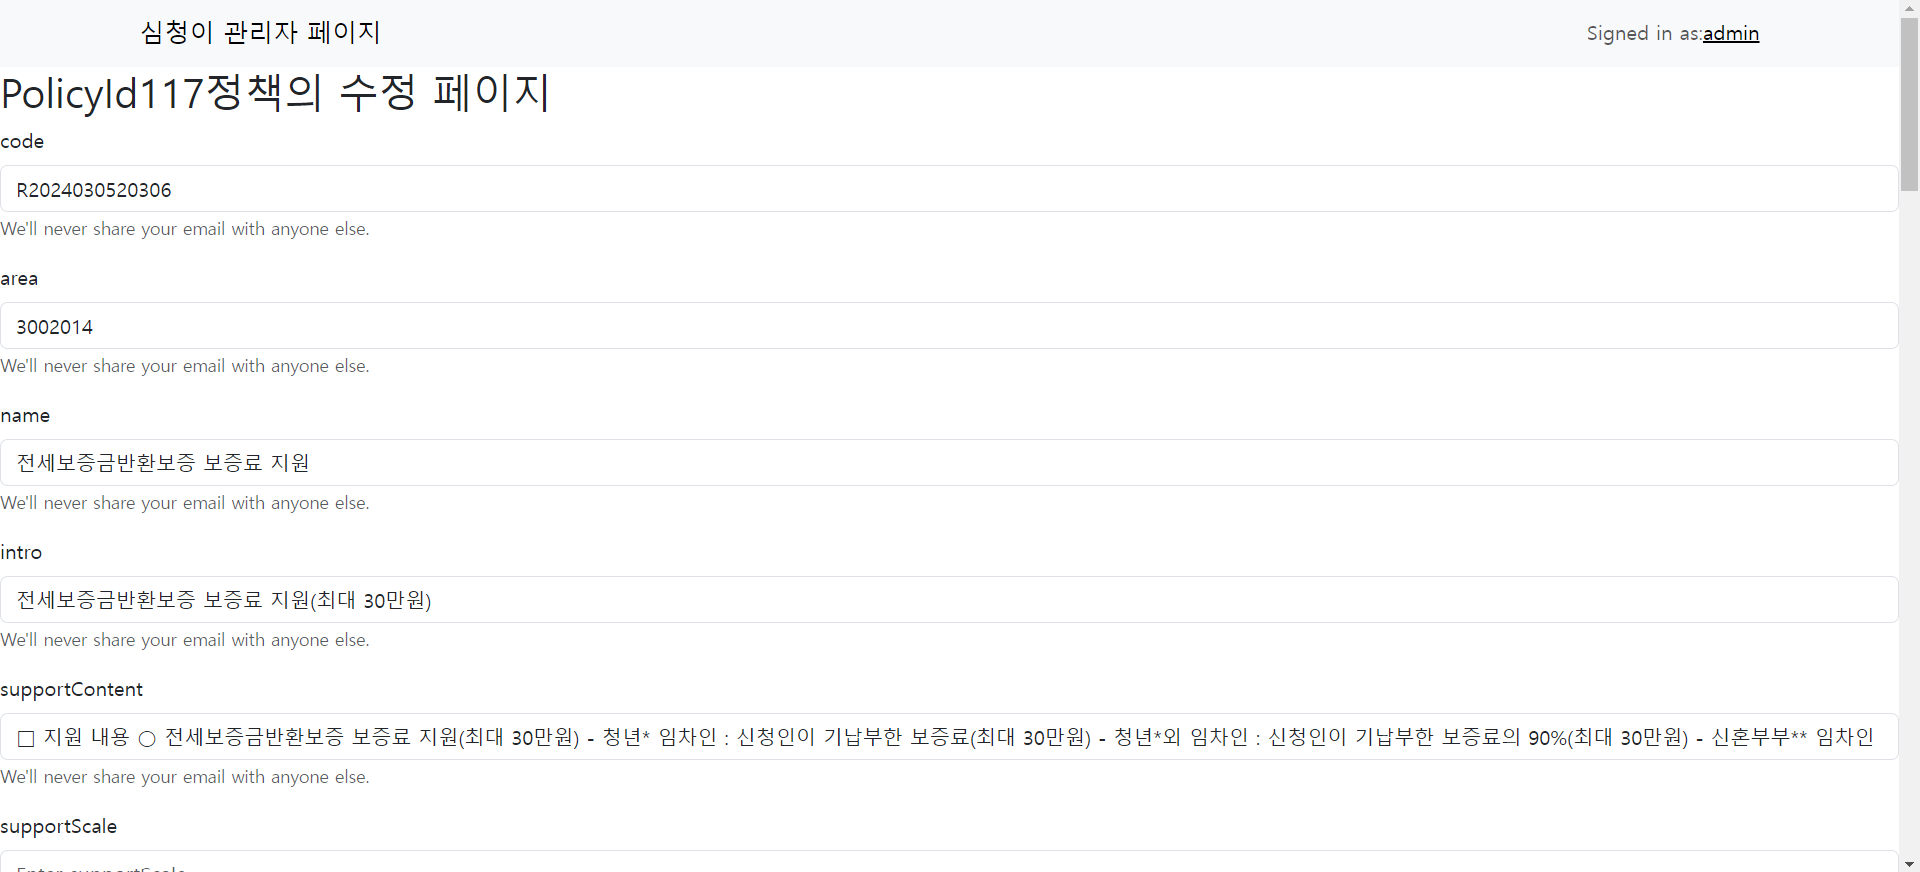 심청이 관리자 페이지
Signed in as:admin
PolicyId117정책의 수정 페이지
code
R2024030520306
We'll never share your email with anyone else.
area
3002014
We'll never share your email with anyone else.
name
전세보증금반환보증 보증료 지원
We'll never share your email with anyone else.
intro
전세보증금반환보증 보증료 지원(최대 30만원)
We'll never share your email with anyone else.
supportContent
□ 지원 내용 ○ 전세보증금반환보증 보증료 지원(최대 30만원) - 청년* 임차인 : 신청인이 기납부한 보증료(최대 30만원) - 청년*외 임차인 : 신청인이 기납부한 보증료의 90%(최대 30만원) - 신혼부부** 임차인
We'll never share your email with anyone else.
supportScale
Enter supportScale